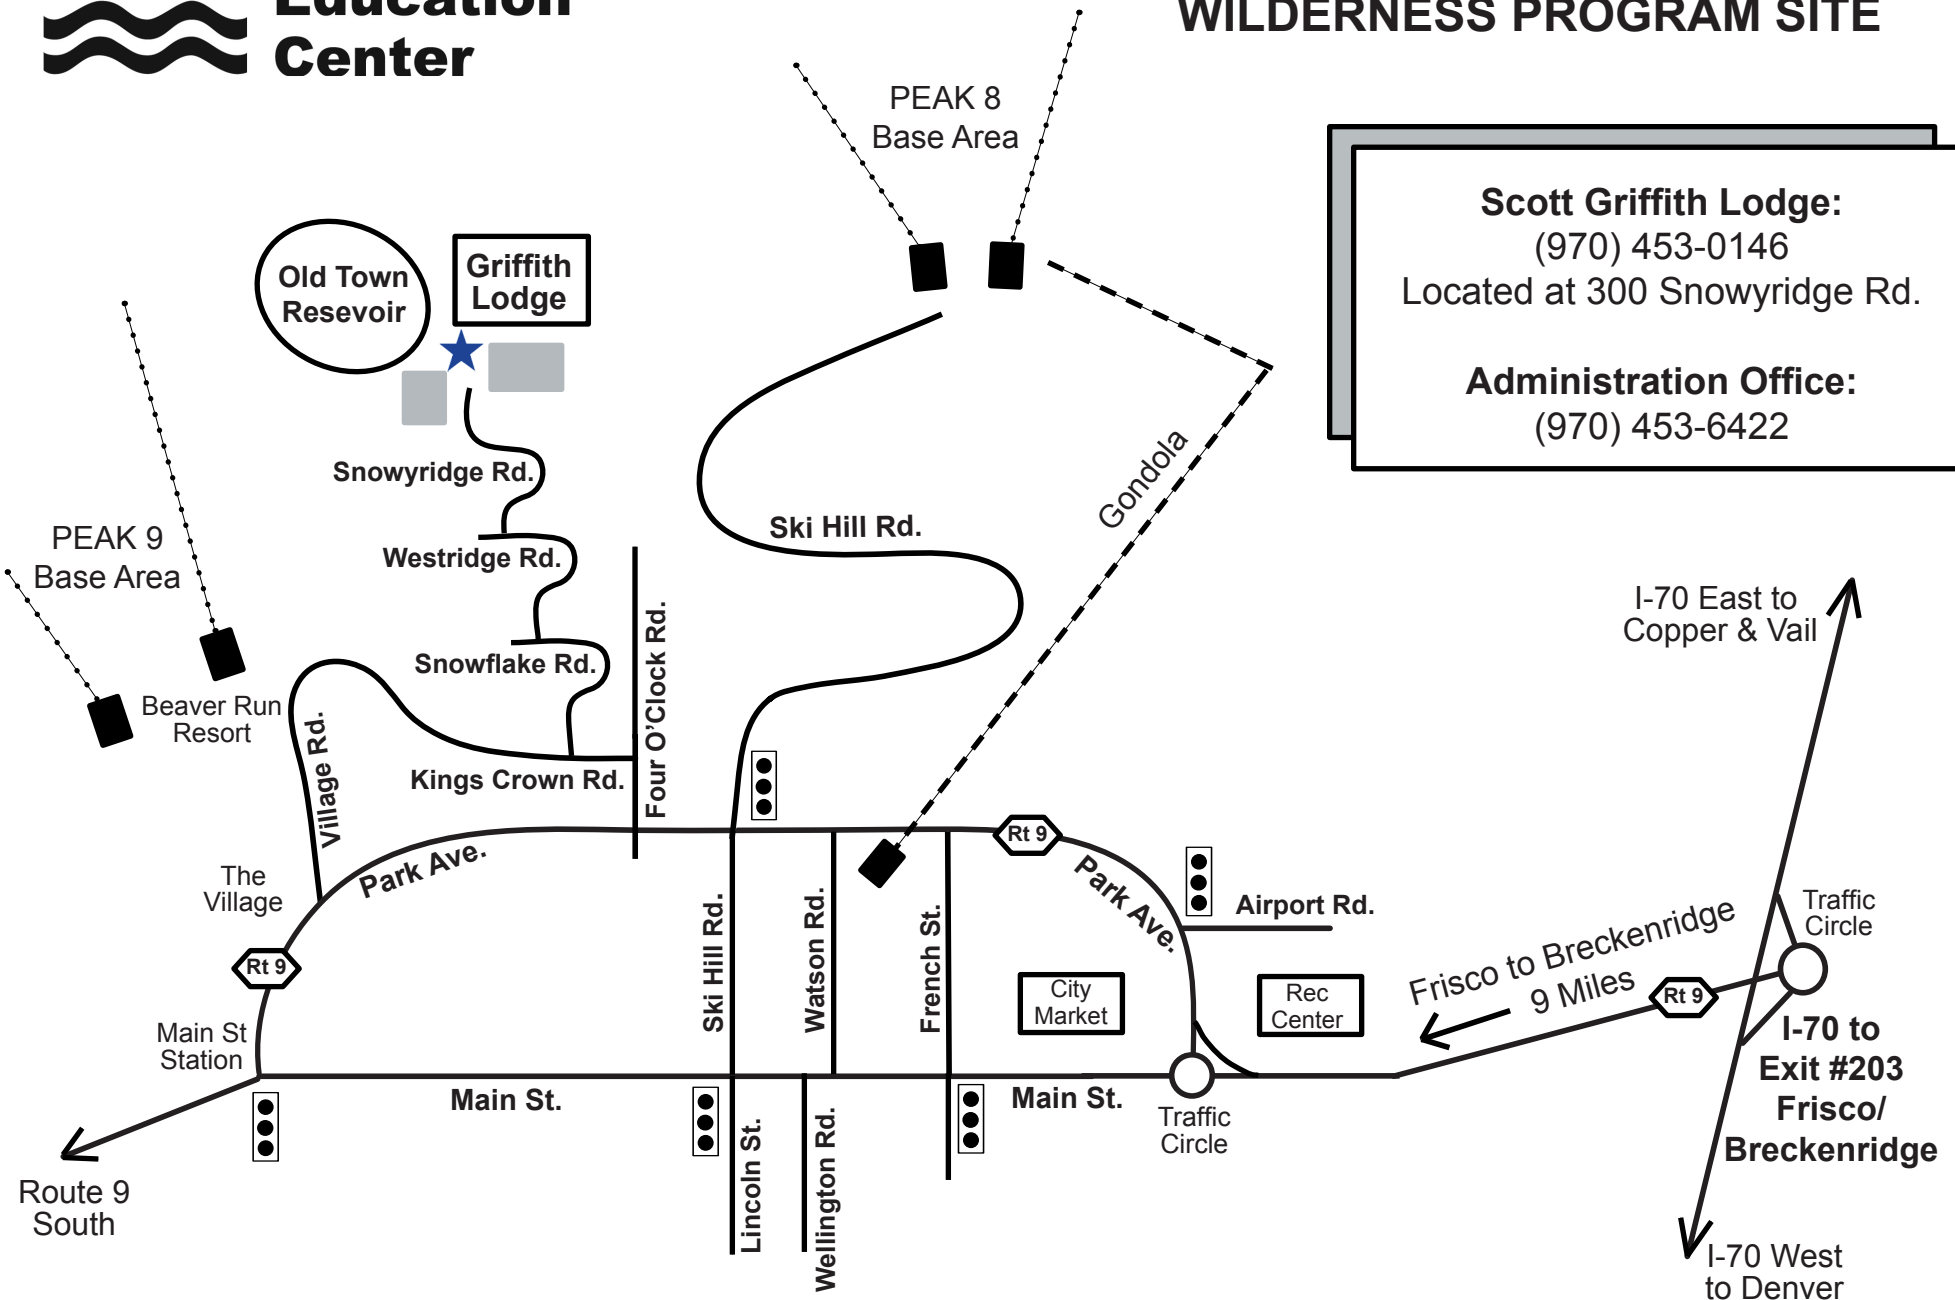 Education
Center
WILDERNESS PROGRAM SITE
PEAK 8
Base Area
Scott Griffith Lodge:
(970) 453-0146
Located at 300 Snowyridge Rd.
Administration Office:
(970) 453-6422
Old Town
Resevoir
Griffith
Lodge
Snowyridge Rd.
Westridge Rd.
Snowflake Rd.
Kings Crown Rd.
Four O'Clock Rd.
Ski Hill Rd.
Gondola
PEAK 9
Base Area
Beaver Run
Resort
Village Rd.
The
Village
Park Ave.
Rt 9
Main St
Station
Route 9
South
Main St.
Ski Hill Rd.
Watson Rd.
French St.
Lincoln St.
Wellington Rd.
Rt 9
Park Ave.
Airport Rd.
City
Market
Rec
Center
Main St.
Traffic
Circle
Frisco to Breckenridge
9 Miles
Rt 9
I-70 East to
Copper & Vail
Traffic
Circle
I-70 to
Exit #203
Frisco/
Breckenridge
I-70 West
to Denver